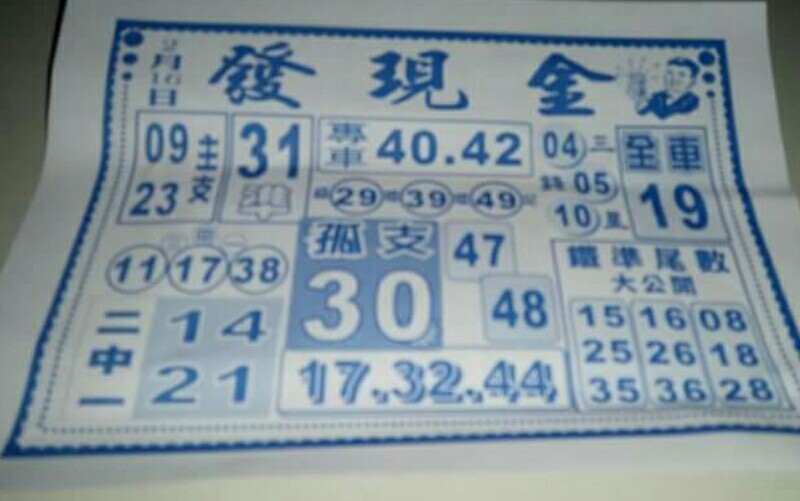 2月16日
發現金
09 主支 23
31 準
專車 40.42
29 39 49
04 三
05
10 星
全車
19
11 17 38
孤支
30
47
48
鐵準尾數
大公開
15 16 08
25 26 18
35 36 28
二中一
14
21
17.32.44